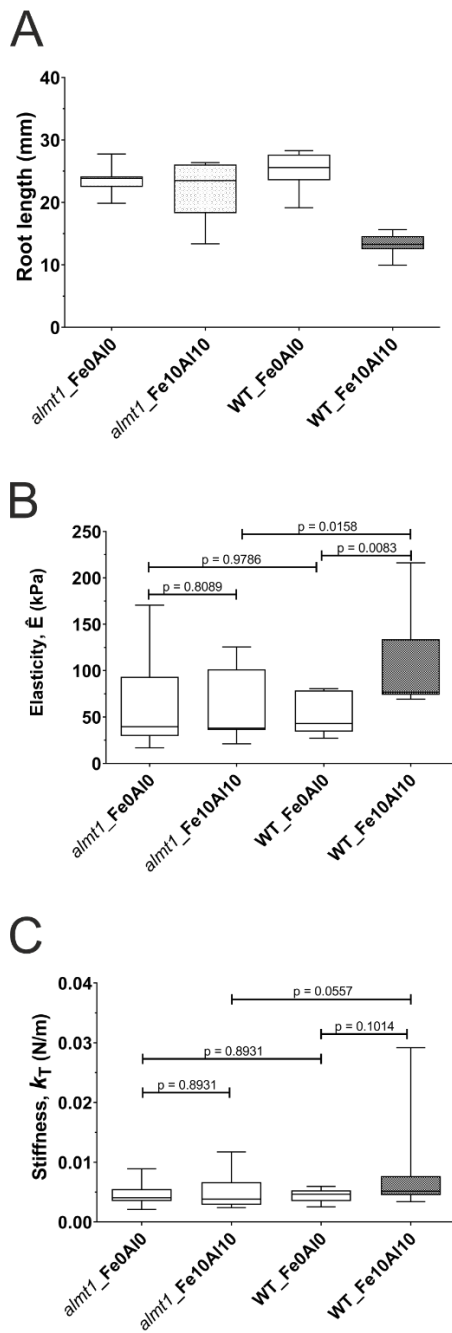 A
Root length (mm)
40
30
20
10
0
almt1_Fe0Al0
almt1_Fe10Al10
WT_Fe0Al0
WT_Fe10Al10
B
Elasticity, Ê (kPa)
250
200
150
100
50
0
p = 0.0158
p = 0.9786
p = 0.0083
p = 0.8089
almt1_Fe0Al0
almt1_Fe10Al10
WT_Fe0Al0
WT_Fe10Al10
C
Stiffness, kT (N/m)
0.04
0.03
0.02
0.01
0.00
p = 0.0557
p = 0.1014
p = 0.8931
p = 0.8931
almt1_Fe0Al0
almt1_Fe10Al10
WT_Fe0Al0
WT_Fe10Al10